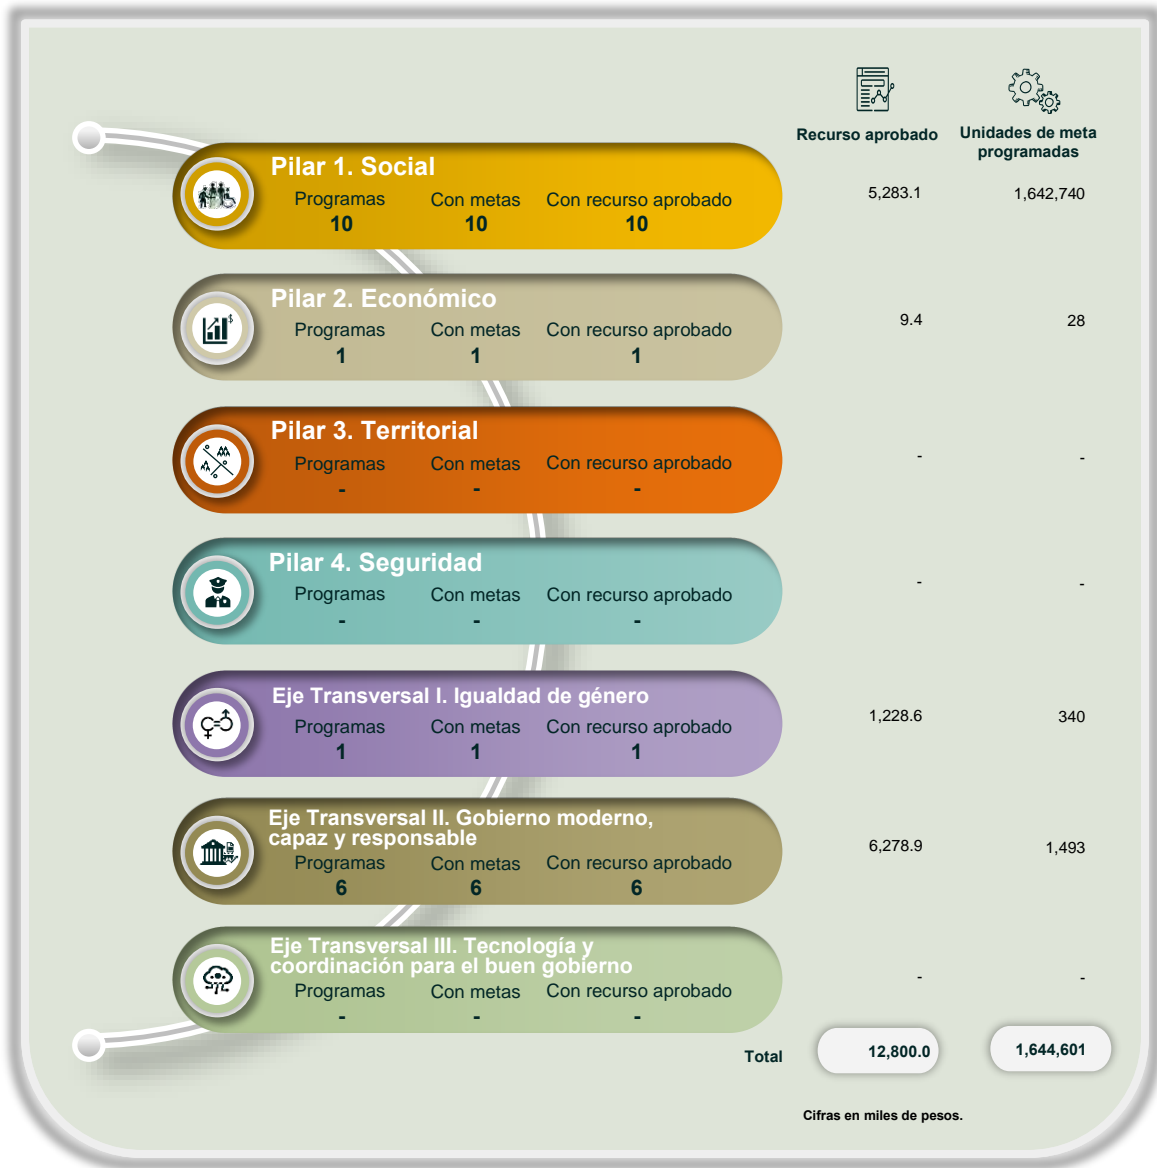 Recurso aprobado
Unidades de meta
programadas
Pilar 1. Social
Programas Con metas Con recurso aprobado
10 10 10
5,283.1 1,642,740
Pilar 2. Económico
Programas Con metas Con recurso aprobado
1 1 1
9.4 28
Pilar 3. Territorial
Programas Con metas Con recurso aprobado
- - -
- -
Pilar 4. Seguridad
Programas Con metas Con recurso aprobado
- - -
- -
Eje Transversal I. Igualdad de género
Programas Con metas Con recurso aprobado
1 1 1
1,228.6 340
Eje Transversal II. Gobierno moderno,
capaz y responsable
Programas Con metas Con recurso aprobado
6 6 6
6,278.9 1,493
Eje Transversal III. Tecnología y
coordinación para el buen gobierno
Programas Con metas Con recurso aprobado
- - -
- -
Total 12,800.0 1,644,601
Cifras en miles de pesos.